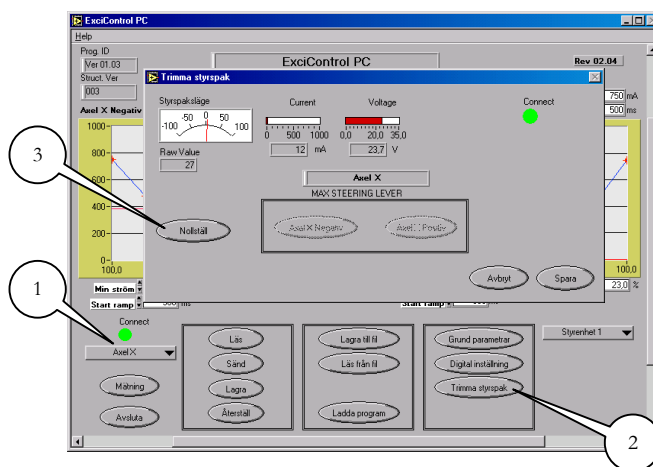 ExciControl PC
Help
Prog. ID
Ver 01.03
Struct. Ver
003
ExciControl PC
Rev 02.04
750 mA
500 ms
Axel X Negativ
1000-
800-
600-
400-
200-
0-
100,0
100,0
Trimma styrspak
Styrspaksläge
-100 -50 0 50 100
Raw Value
27
Current
0 500 1000
12 mA
Voltage
0,0 20,0 35,0
23,7 V
Connect
Axel X
MAX STEERING LEVER
Axel X Negativ
Nollställ
Avbryt
Spara
Min ström
23,0 %
Start ramp
ms
Start ramp
Connect
Axel X
Mätning
Avsluta
Läs
Sänd
Lagra
Återställ
Lagra till fil
Läs från fil
Ladda program
Grund parametrar
Digital inställning
Trimma styrspak
Styrenhet 1
1
2
3